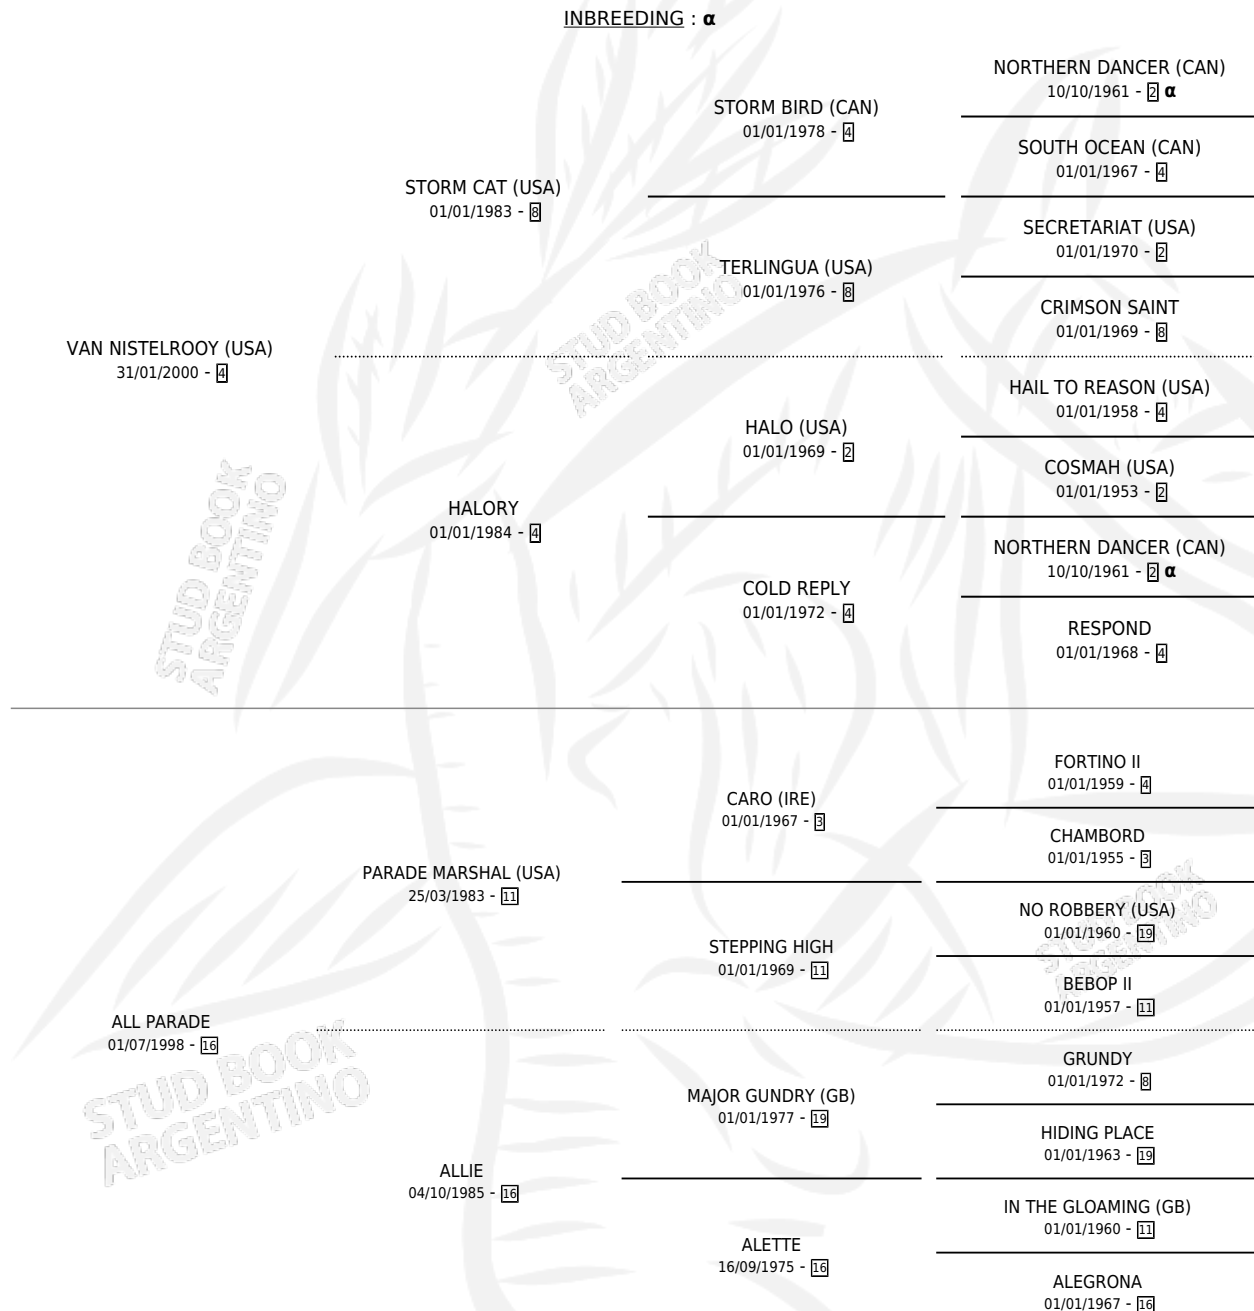 INBREEDING : α
NORTHERN DANCER (CAN)
10/10/1961 - 2 α
STORM BIRD (CAN)
01/01/1978 - 4
SOUTH OCEAN (CAN)
01/01/1967 - 4
STORM CAT (USA)
01/01/1983 - 8
SECRETARIAT (USA)
01/01/1970 - 2
TERLINGUA (USA)
01/01/1976 - 8
CRIMSON SAINT
01/01/1969 - 8
VAN NISTELROOY (USA)
31/01/2000 - 4
HAIL TO REASON (USA)
01/01/1958 - 4
HALO (USA)
01/01/1969 - 2
COSMAH (USA)
01/01/1953 - 2
HALORY
01/01/1984 - 4
NORTHERN DANCER (CAN)
10/10/1961 - 2 α
COLD REPLY
01/01/1972 - 4
RESPOND
01/01/1968 - 4
FORTINO II
01/01/1959 - 4
CARO (IRE)
01/01/1967 - 3
CHAMBORD
01/01/1955 - 3
PARADE MARSHAL (USA)
25/03/1983 - 11
NO ROBBERY (USA)
01/01/1960 - 19
STEPPING HIGH
01/01/1969 - 11
BEBOP II
01/01/1957 - 11
ALL PARADE
01/07/1998 - 16
GRUNDY
01/01/1972 - 8
MAJOR GUNDRY (GB)
01/01/1977 - 19
HIDING PLACE
01/01/1963 - 19
ALLIE
04/10/1985 - 16
IN THE GLOAMING (GB)
01/01/1960 - 11
ALETTE
16/09/1975 - 16
ALEGRONA
01/01/1967 - 16
STUD BOOK
ARGENTINO
STUD BOOK
ARGENTINO
STUD BOOK
ARGENTINO
STUD BOOK
ARGENTINO